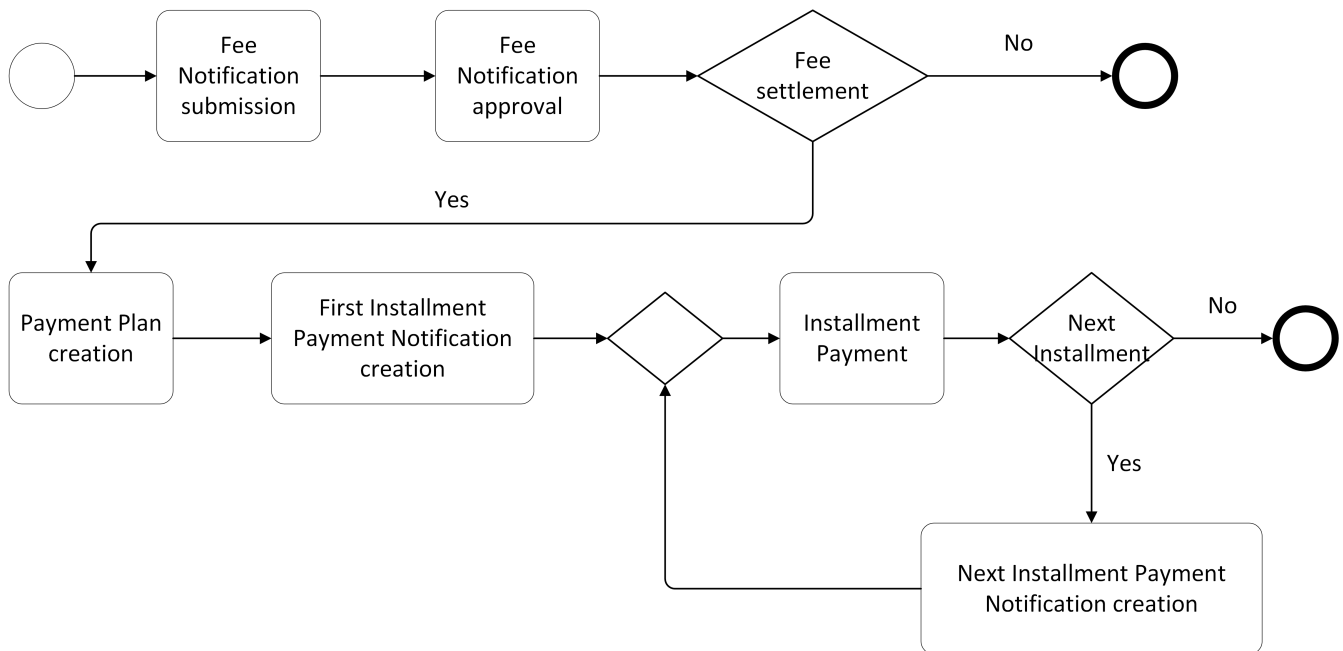 Fee
Notification
submission
Fee
Notification
approval
Fee
settlement
No
Yes
Payment Plan
creation
First Installment
Payment Notification
creation
Installment
Payment
Next
Installment
No
Yes
Next Installment Payment
Notification creation